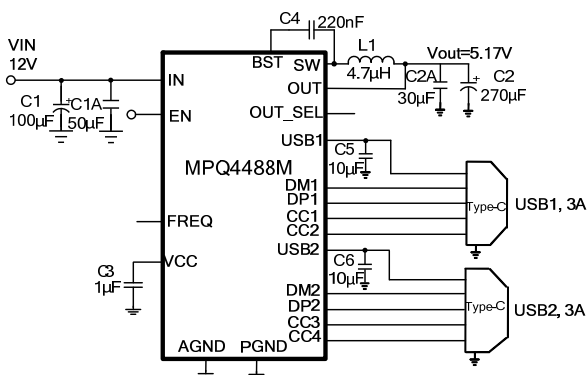 C4
220nF
VIN
12V
BST
SW
L1
4.7µH
Vout=5.17V
IN
OUT
C2A
30µF
C2
270µF
C1
100µF
C1A
50µF
EN
OUT_SEL
USB1
C5
10µF
MPQ4488M
DM1
DP1
CC1
CC2
Type-C
USB1, 3A
FREQ
USB2
VCC
C6
10µF
C3
1µF
DM2
DP2
CC3
CC4
Type-C
USB2, 3A
AGND
PGND